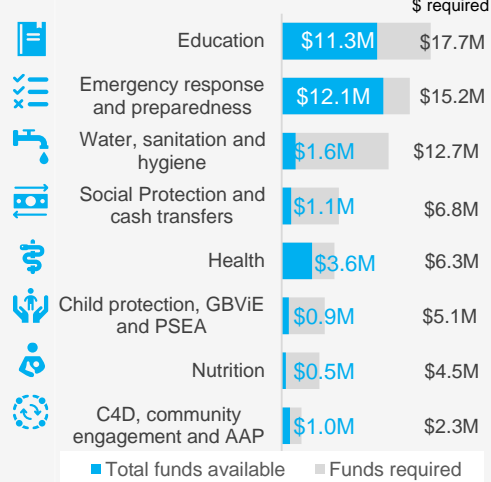 $ required
Education $11.3M $17.7M
Emergency response
and preparedness $12.1M $15.2M
Water, sanitation and
hygiene $1.6M $12.7M
Social Protection and
cash transfers $1.1M $6.8M
Health $3.6M $6.3M
Child protection, GBViE
and PSEA $0.9M $5.1M
Nutrition $0.5M $4.5M
C4D, community
engagement and AAP $1.0M $2.3M
Total funds available Funds required